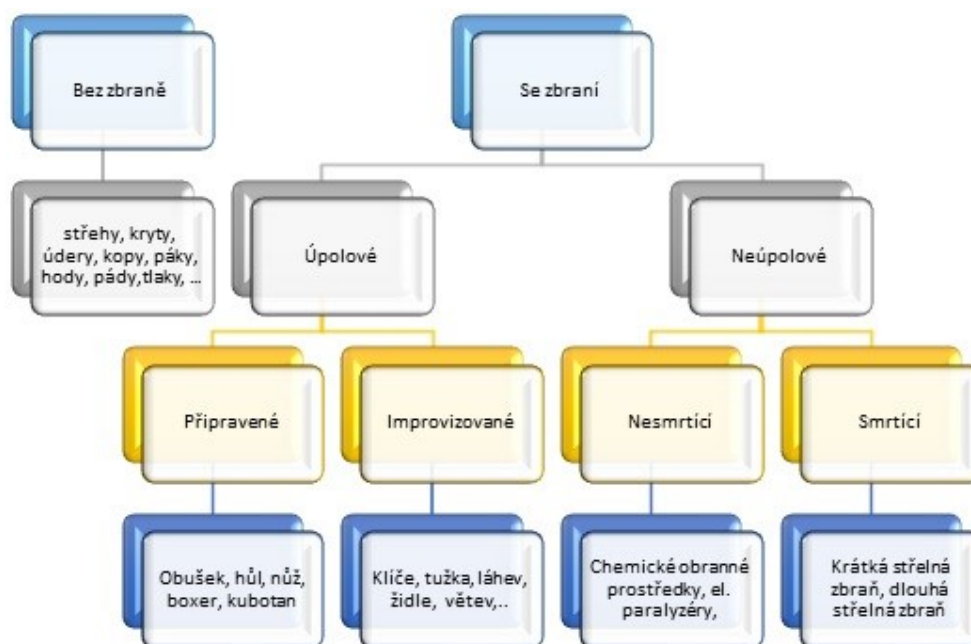 Bez zbraně
Se zbraní
střehy, kryty,
údery, kopy, páky,
hody, pády,tlaky, ...
Úpolové
Neúpolové
Připravené
Improvizované
Nesmrtící
Smrtící
Obušek, hůl, nůž,
boxer, kubotan
Klíče, tužka, láhev,
židle, větev,..
Chemické obranné
prostředky, el.
paralyzéry,
Krátká střelná
zbraň, dlouhá
střelná zbraň